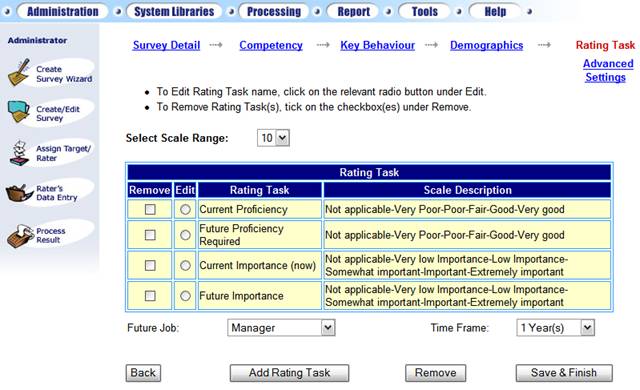 Administration System Libraries Processing Report Tools Help
Administrator
Create
Survey Wizard
Create/Edit
Survey
Assign Target/
Rater
Rater's
Data Entry
Process
Result
Survey Detail Competency Key Behaviour Demographics Rating Task
Advanced
Settings
• To Edit Rating Task name, click on the relevant radio button under Edit.
• To Remove Rating Task(s), tick on the checkbox(es) under Remove.
Select Scale Range: 10
Rating Task
Remove Edit Rating Task Scale Description
Current Proficiency Not applicable-Very Poor-Poor-Fair-Good-Very good
Future Proficiency
Required Not applicable-Very Poor-Poor-Fair-Good-Very good
Current Importance (now) Not applicable-Very low Importance-Low Importance-
Somewhat important-Important-Extremely important
Future Importance Not applicable-Very low Importance-Low Importance-
Somewhat important-Important-Extremely important
Future Job: Manager Time Frame: 1 Year(s)
Back Add Rating Task Remove Save & Finish